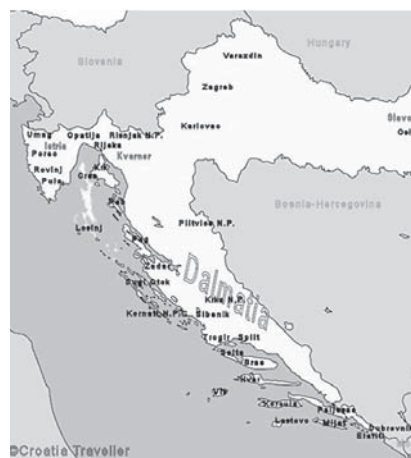 Hungary
Varazdin
Slovenia
Zagreb
Karlovac
Umag
Opatija
Risnjak N.P.
Rijeka
Istria
Porec
Kvarner
Rovinj
Krk
Cres
Pula
Rab
Bosnia-Hercegovina
Plitvice N.P.
Losinj
Pag
Zadar
Dalmatia
Dugi Otok
Krka N.P.
Kornati N.P.
Sibenik
Trogir
Split
Solta
Brac
Hvar
Vis
Korcula
Peljesac
Lastovo
Mljet
Dubrovnik
©Croatia Traveller